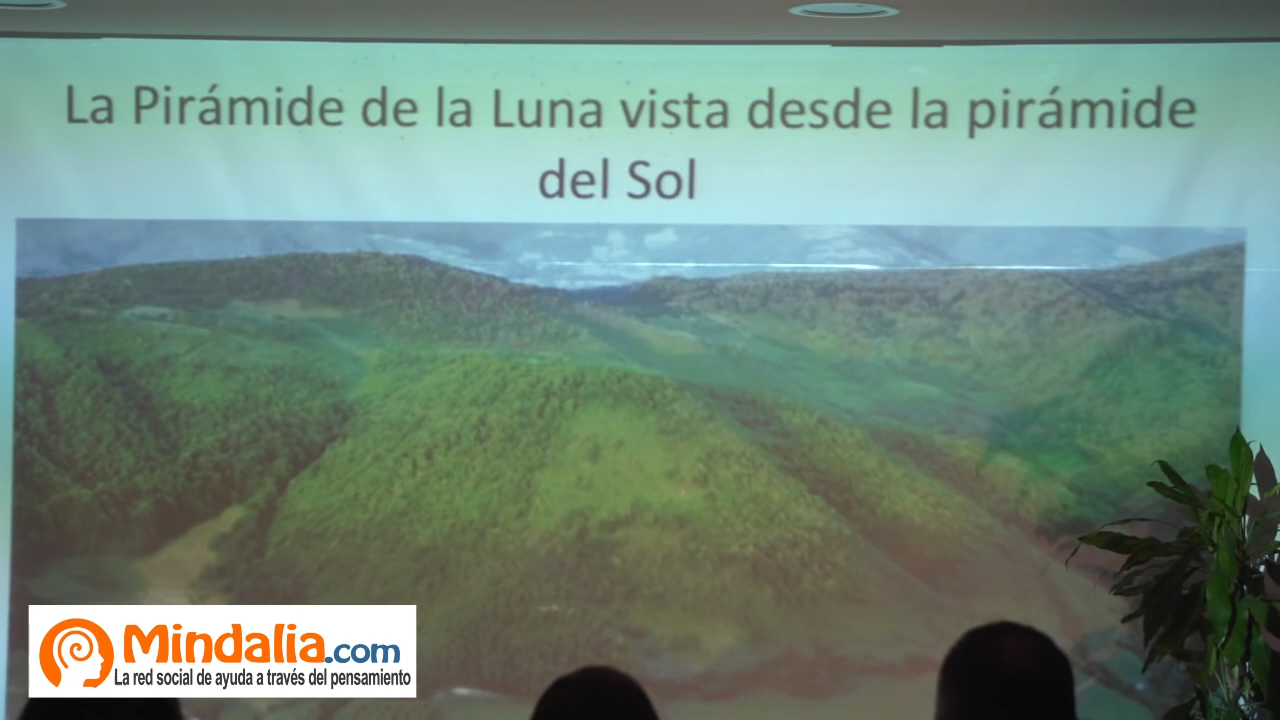 La Pirámide de la Luna vista desde la pirámide
del Sol
Mindalia.com
La red social de ayuda a través del pensamiento